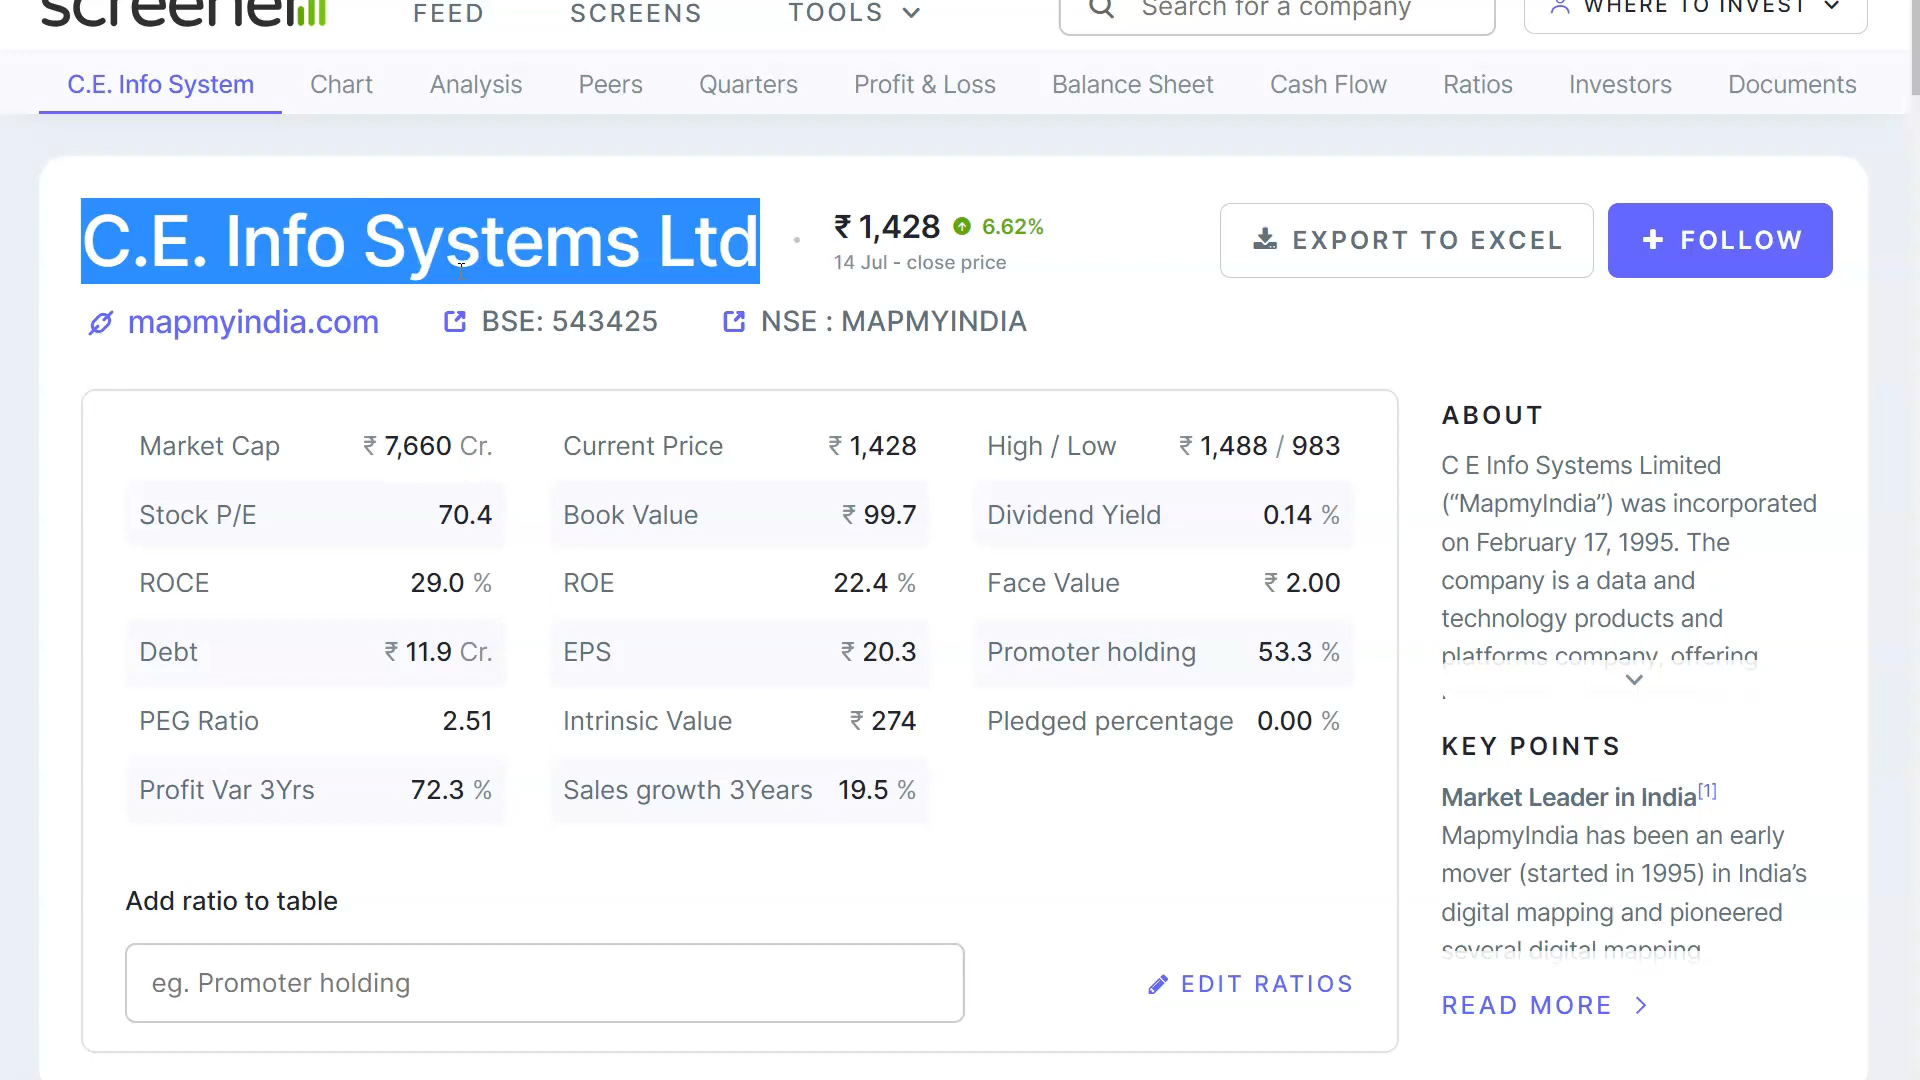 screener
FEED
SCREENS
TOOLS
Search for a company
WHERE TO INVEST
C.E. Info System
Chart
Analysis
Peers
Quarters
Profit & Loss
Balance Sheet
Cash Flow
Ratios
Investors
Documents
C.E. Info Systems Ltd
₹ 1,428 6.62%
14 Jul - close price
EXPORT TO EXCEL
+ FOLLOW
mapmyindia.com
BSE: 543425
NSE : MAPMYINDIA
Market Cap ₹ 7,660 Cr.
Current Price ₹ 1,428
High / Low ₹ 1,488 / 983
Stock P/E 70.4
Book Value ₹ 99.7
Dividend Yield 0.14 %
ROCE 29.0 %
ROE 22.4 %
Face Value ₹ 2.00
Debt ₹ 11.9 Cr.
EPS ₹ 20.3
Promoter holding 53.3 %
PEG Ratio 2.51
Intrinsic Value ₹ 274
Pledged percentage 0.00 %
Profit Var 3Yrs 72.3 %
Sales growth 3Years 19.5 %
Add ratio to table
eg. Promoter holding
EDIT RATIOS
ABOUT
C E Info Systems Limited
(“MapmyIndia”) was incorporated
on February 17, 1995. The
company is a data and
technology products and
platforms company, offering
KEY POINTS
Market Leader in India[1]
MapmyIndia has been an early
mover (started in 1995) in India’s
digital mapping and pioneered
several digital mapping
READ MORE